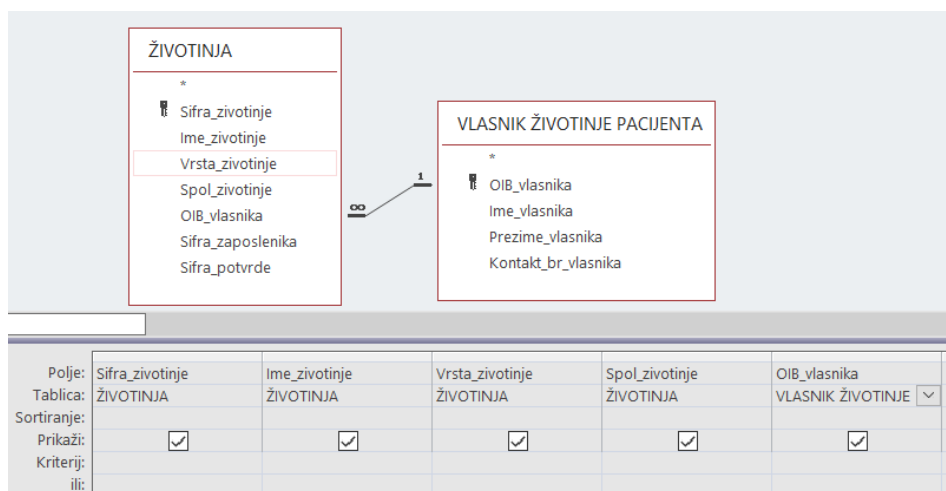 ŽIVOTINJA
*
Sifra_zivotinje
Ime_zivotinje
Vrsta_zivotinje
Spol_zivotinje
OIB_vlasnika
Sifra_zaposlenika
Sifra_potvrde
∞
1
VLASNIK ŽIVOTINJE PACIJENTA
*
OIB_vlasnika
Ime_vlasnika
Prezime_vlasnika
Kontakt_br_vlasnika
Polje: Sifra_zivotinje Ime_zivotinje Vrsta_zivotinje Spol_zivotinje OIB_vlasnika
Tablica: ŽIVOTINJA ŽIVOTINJA ŽIVOTINJA ŽIVOTINJA VLASNIK ŽIVOTINJE
Sortiranje:
Prikaži:
Kriterij:
ili: